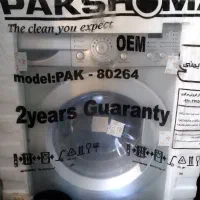 PAKSHOMA
The clean you expect
OEM
model:PAK - 80264
2years Guaranty